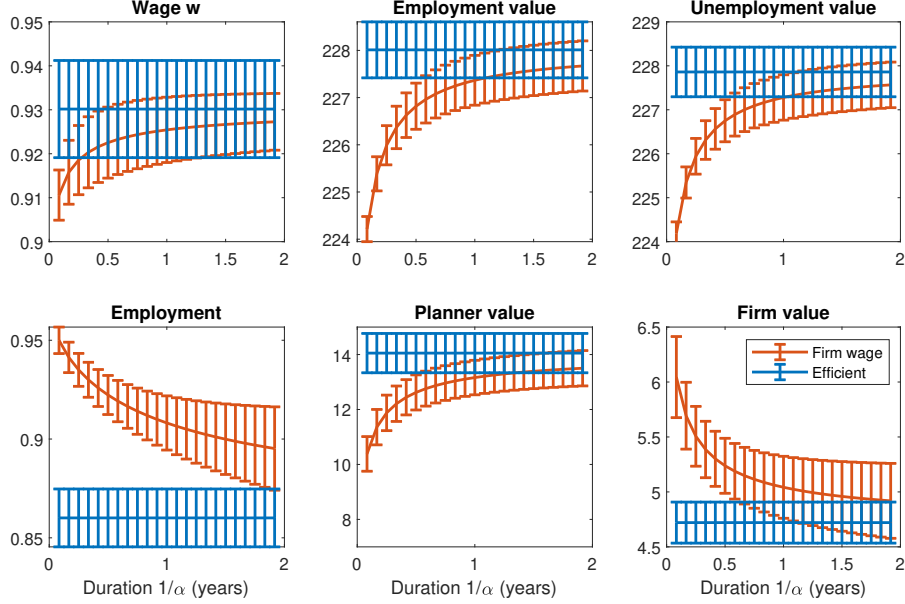 Wage w
Employment value
Unemployment value
0.95
0.94
0.93
0.92
0.91
0.9
0 0.5 1 1.5 2
228
227
226
225
224
0 0.5 1 1.5 2
229
228
227
226
225
224
0 1 2
Employment
Planner value
Firm value
0.95
0.9
0.85
0 1 2
Duration 1/α (years)
14
12
10
8
0 1 2
Duration 1/α (years)
6.5
6
5.5
5
4.5
0 0.5 1 1.5 2
Duration 1/α (years)
Firm wage
Efficient